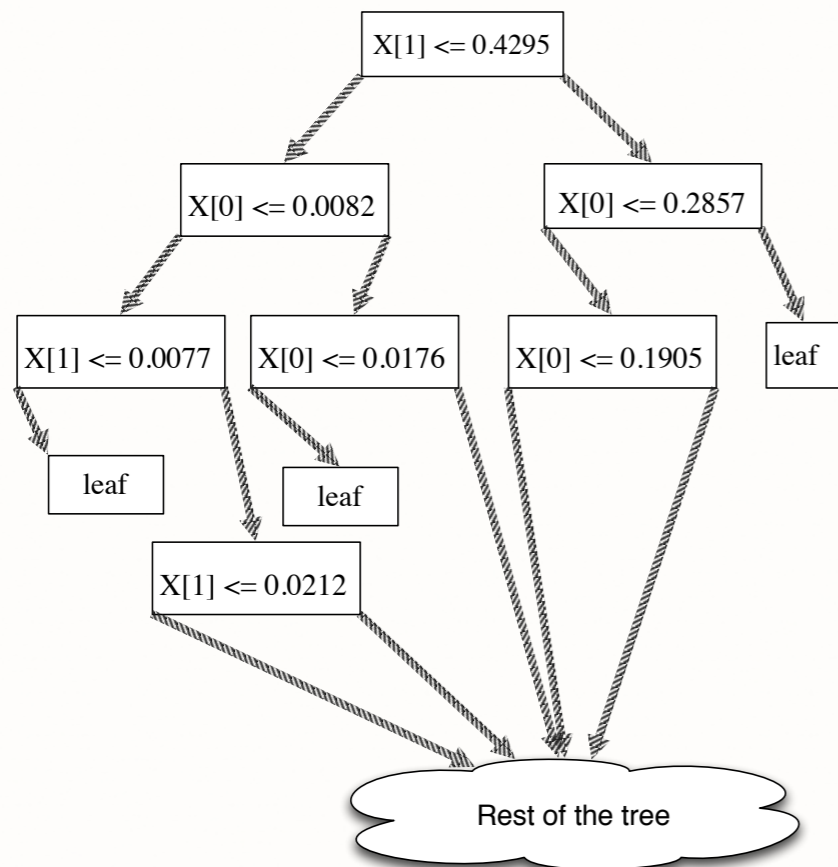 X[1] <= 0.4295
X[0] <= 0.0082
X[0] <= 0.2857
X[1] <= 0.0077
X[0] <= 0.0176
X[0] <= 0.1905
leaf
leaf
leaf
X[1] <= 0.0212
Rest of the tree